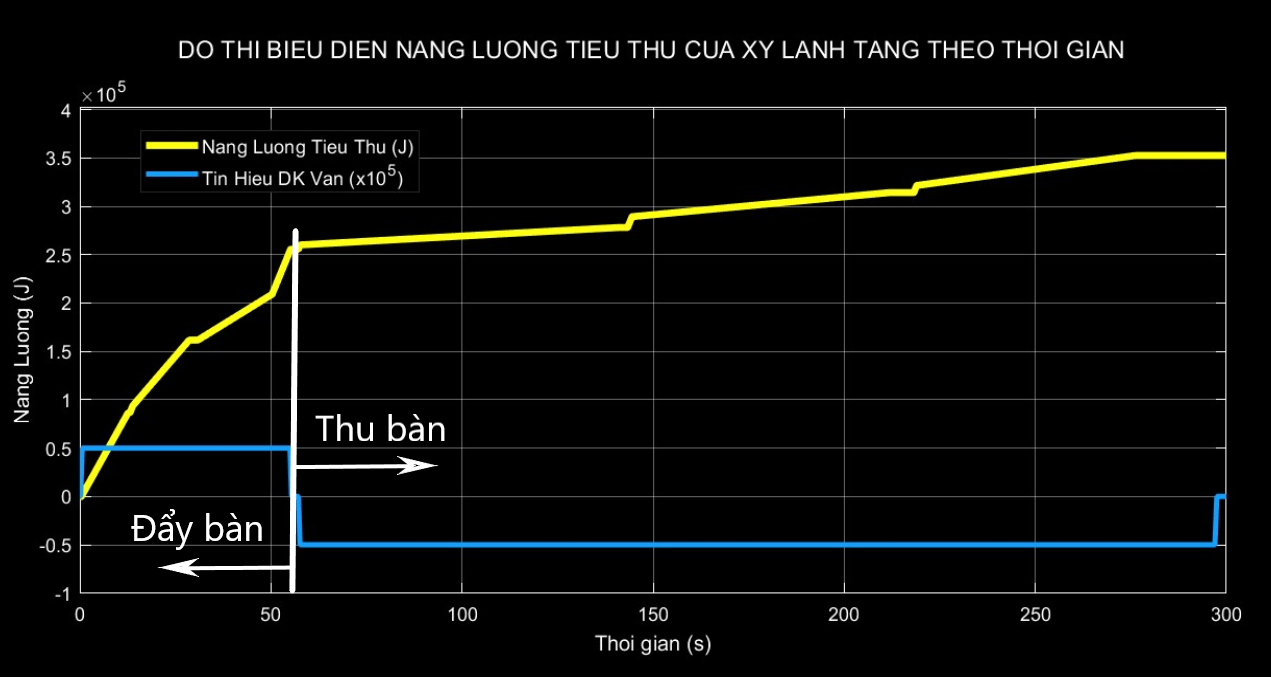 DO THI BIEU DIEN NANG LUONG TIEU THU CUA XY LANH TANG THEO THOI GIAN
×10⁵
Nang Luong Tieu Thu (J)
Tin Hieu DK Van (x10⁵)
4
3.5
3
2.5
2
1.5
1
0.5
0
-0.5
-1
Nang Luong (J)
Thu bàn
Đẩy bàn
0 50 100 150 200 250 300
Thoi gian (s)